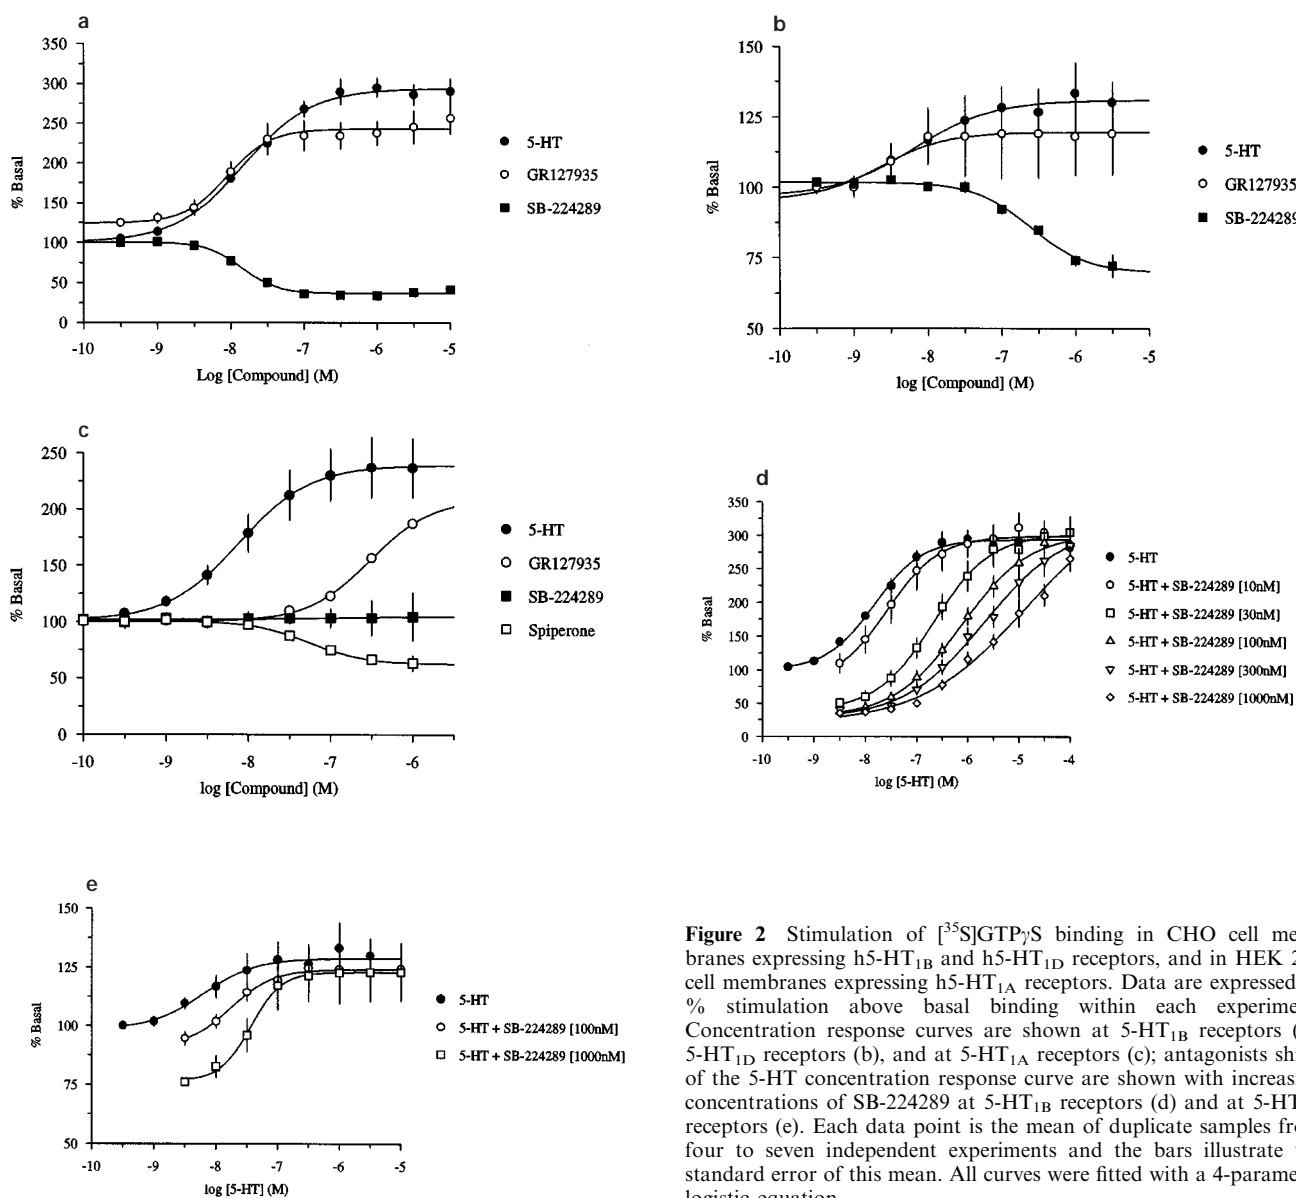 a
350
300
250
200
150
100
50
0
% Basal
-10 -9 -8 -7 -6 -5
Log [Compound] (M)
5-HT
GR127935
SB-224289
b
150
125
100
75
50
% Basal
-10 -9 -8 -7 -6 -5
log [Compound] (M)
5-HT
GR127935
SB-224289
c
250
200
150
100
50
0
% Basal
-10 -9 -8 -7 -6
log [Compound] (M)
5-HT
GR127935
SB-224289
Spiperone
d
350
300
250
200
150
100
50
0
% Basal
-10 -9 -8 -7 -6 -5 -4
log [5-HT] (M)
5-HT
5-HT + SB-224289 [10nM]
5-HT + SB-224289 [30nM]
5-HT + SB-224289 [100nM]
5-HT + SB-224289 [300nM]
5-HT + SB-224289 [1000nM]
e
150
125
100
75
50
% Basal
-10 -9 -8 -7 -6 -5
log [5-HT] (M)
5-HT
5-HT + SB-224289 [100nM]
5-HT + SB-224289 [1000nM]
Figure 2 Stimulation of [³⁵S]GTPγS binding in CHO cell me
branes expressing h5-HT₁B and h5-HT₁D receptors, and in HEK 2
cell membranes expressing h5-HT₁A receptors. Data are expressed
% stimulation above basal binding within each experime
Concentration response curves are shown at 5-HT₁B receptors (
5-HT₁D receptors (b), and at 5-HT₁A receptors (c); antagonists shi
of the 5-HT concentration response curve are shown with increasi
concentrations of SB-224289 at 5-HT₁B receptors (d) and at 5-HT
receptors (e). Each data point is the mean of duplicate samples fro
four to seven independent experiments and the bars illustrate
standard error of this mean. All curves were fitted with a 4-parame
logistic equation